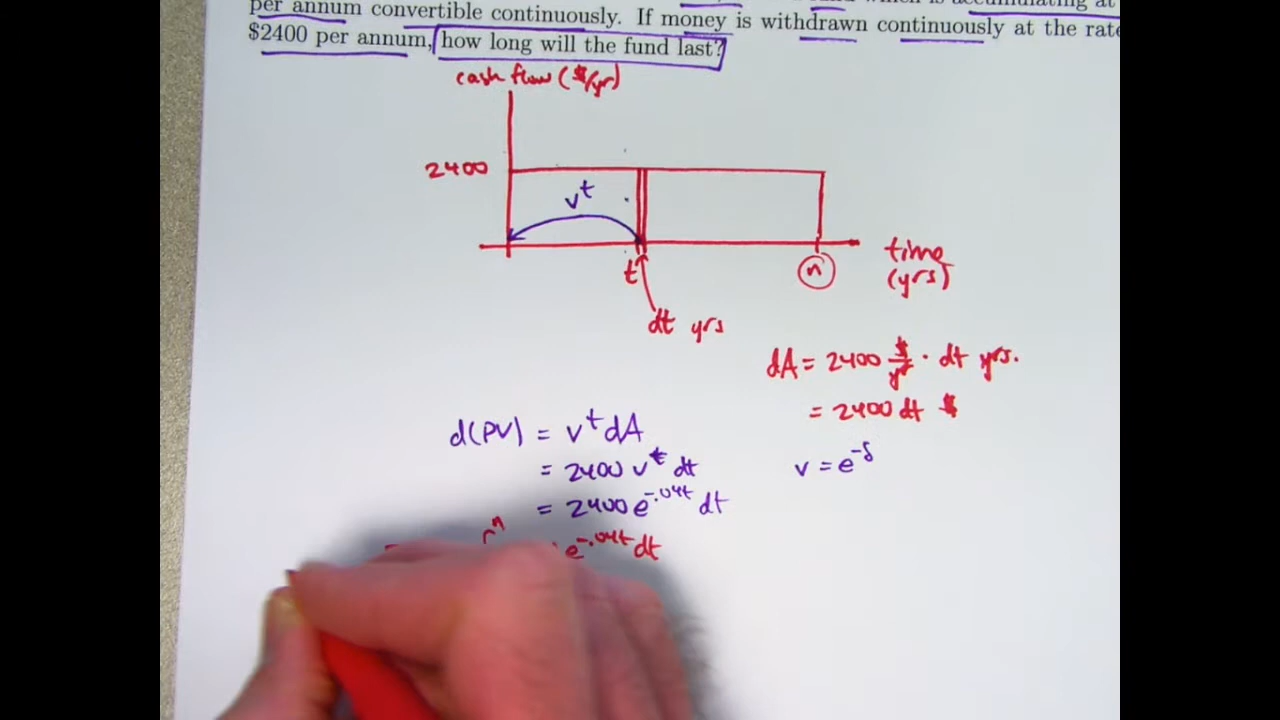 per annum convertible continuously. If money is withdrawn continuously at the rate
$2400 per annum, how long will the fund last?
cash flow ($/yr)
2400
v^t
t
n
time
(yrs)
dt yrs
dA = 2400 $/yr · dt yrs.
= 2400 dt $
d(PV) = v^t dA
= 2400 v^t dt
= 2400 e^-.04t dt
v = e^-δ
e^-.04t dt